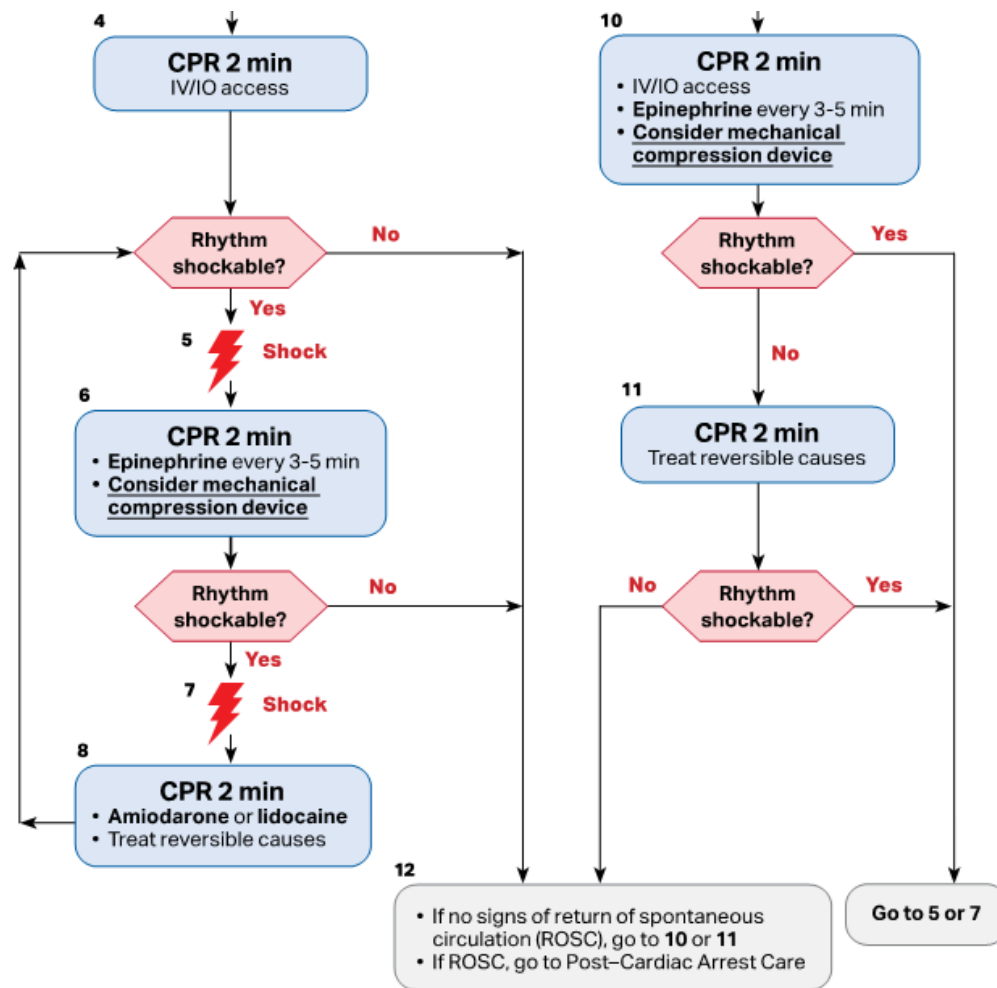 4
CPR 2 min
IV/IO access
Rhythm
shockable?
No
Yes
5
Shock
6
CPR 2 min
• Epinephrine every 3-5 min
• Consider mechanical
compression device
Rhythm
shockable?
No
Yes
7
Shock
8
CPR 2 min
• Amiodarone or lidocaine
• Treat reversible causes
10
CPR 2 min
• IV/IO access
• Epinephrine every 3-5 min
• Consider mechanical
compression device
Rhythm
shockable?
Yes
No
11
CPR 2 min
Treat reversible causes
No
Rhythm
shockable?
Yes
12
• If no signs of return of spontaneous
circulation (ROSC), go to 10 or 11
• If ROSC, go to Post–Cardiac Arrest Care
Go to 5 or 7